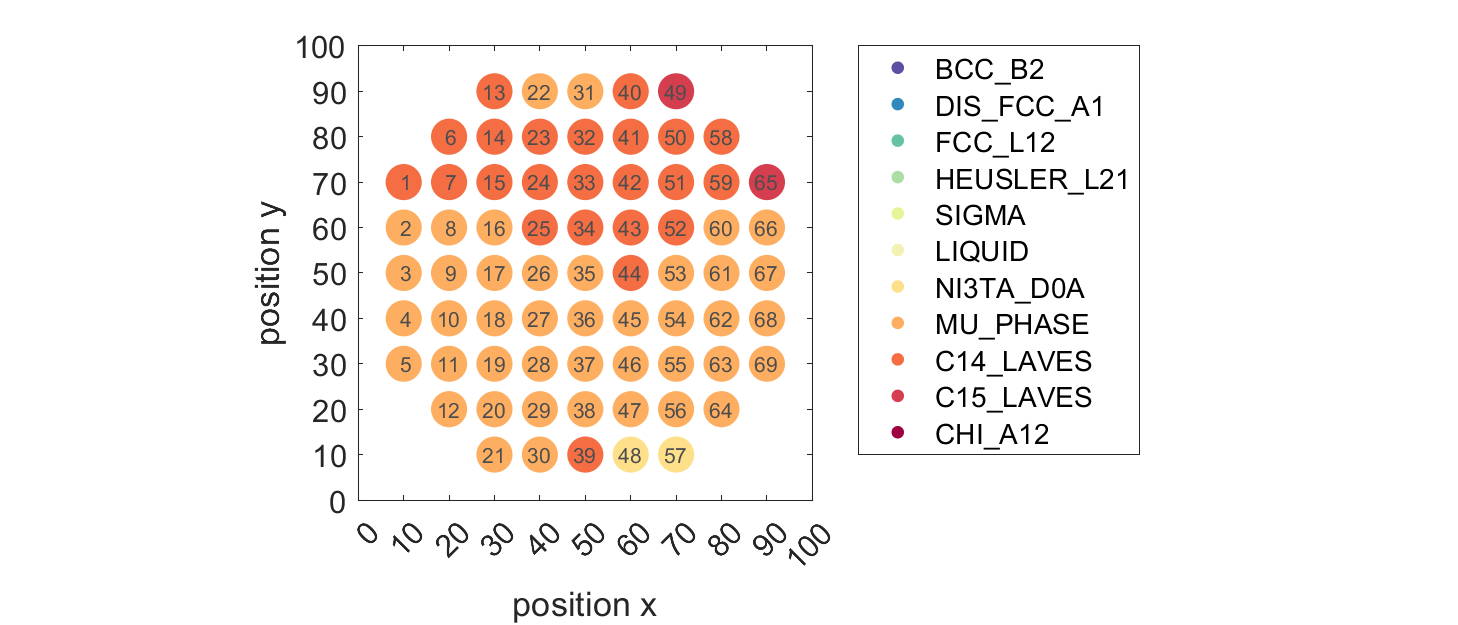 100
90
80
70
60
50
40
30
20
10
0
position y
13 22 31 40 49
6 14 23 32 41 50 58
1 7 15 24 33 42 51 59 65
2 8 16 25 34 43 52 60 66
3 9 17 26 35 44 53 61 67
4 10 18 27 36 45 54 62 68
5 11 19 28 37 46 55 63 69
12 20 29 38 47 56 64
21 30 39 48 57
0 10 20 30 40 50 60 70 80 90 100
position x
BCC_B2
DIS_FCC_A1
FCC_L12
HEUSLER_L21
SIGMA
LIQUID
NI3TA_D0A
MU_PHASE
C14_LAVES
C15_LAVES
CHI_A12